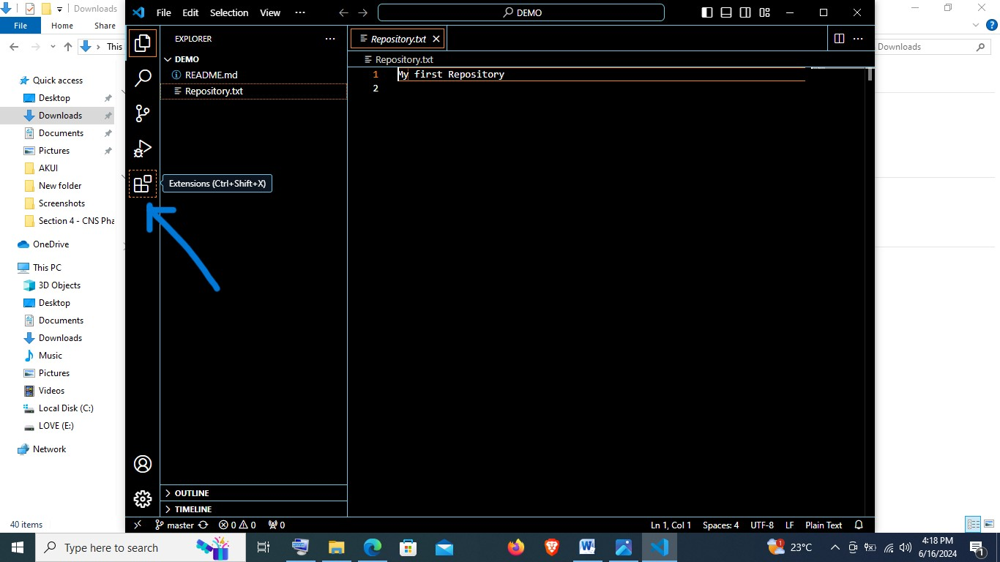 Downloads
File Home Share
This
Quick access
Desktop
Downloads
Documents
Pictures
AKUI
New folder
Screenshots
Section 4 - CNS Pha
OneDrive
This PC
3D Objects
Desktop
Documents
Downloads
Music
Pictures
Videos
Local Disk (C:)
LOVE (E:)
Network
40 items
File Edit Selection View ··· DEMO
EXPLORER ···
DEMO
README.md
Repository.txt
Extensions (Ctrl+Shift+X)
OUTLINE
TIMELINE
Repository.txt
Repository.txt
1 My first Repository
2
Downloads
master 0 0 0 Ln 1, Col 1 Spaces: 4 UTF-8 LF Plain Text
Type here to search
1 23°C
4:18 PM
6/16/2024
1